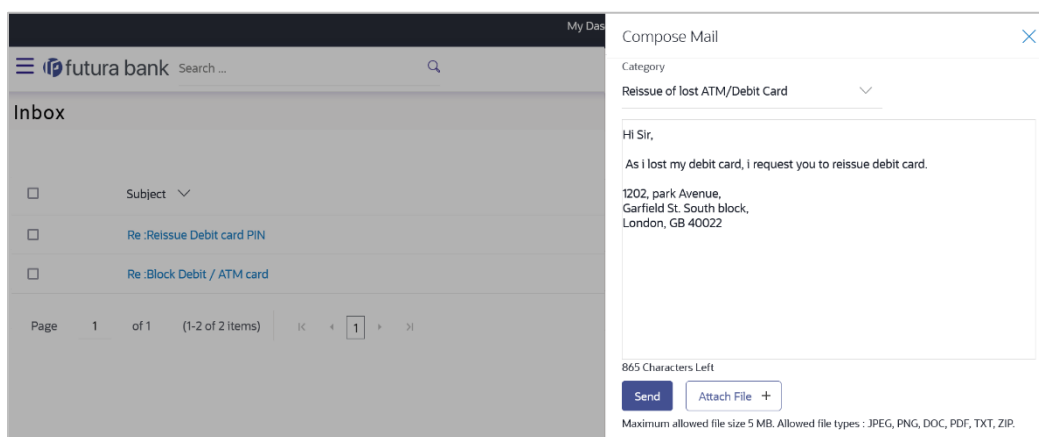 My Das
futura bank Search ...
Inbox
Subject
Re :Reissue Debit card PIN
Re :Block Debit / ATM card
Page 1 of 1 (1-2 of 2 items) 1
Compose Mail
Category
Reissue of lost ATM/Debit Card
Hi Sir,
As i lost my debit card, i request you to reissue debit card.
1202, park Avenue,
Garfield St. South block,
London, GB 40022
865 Characters Left
Send Attach File +
Maximum allowed file size 5 MB. Allowed file types : JPEG, PNG, DOC, PDF, TXT, ZIP.